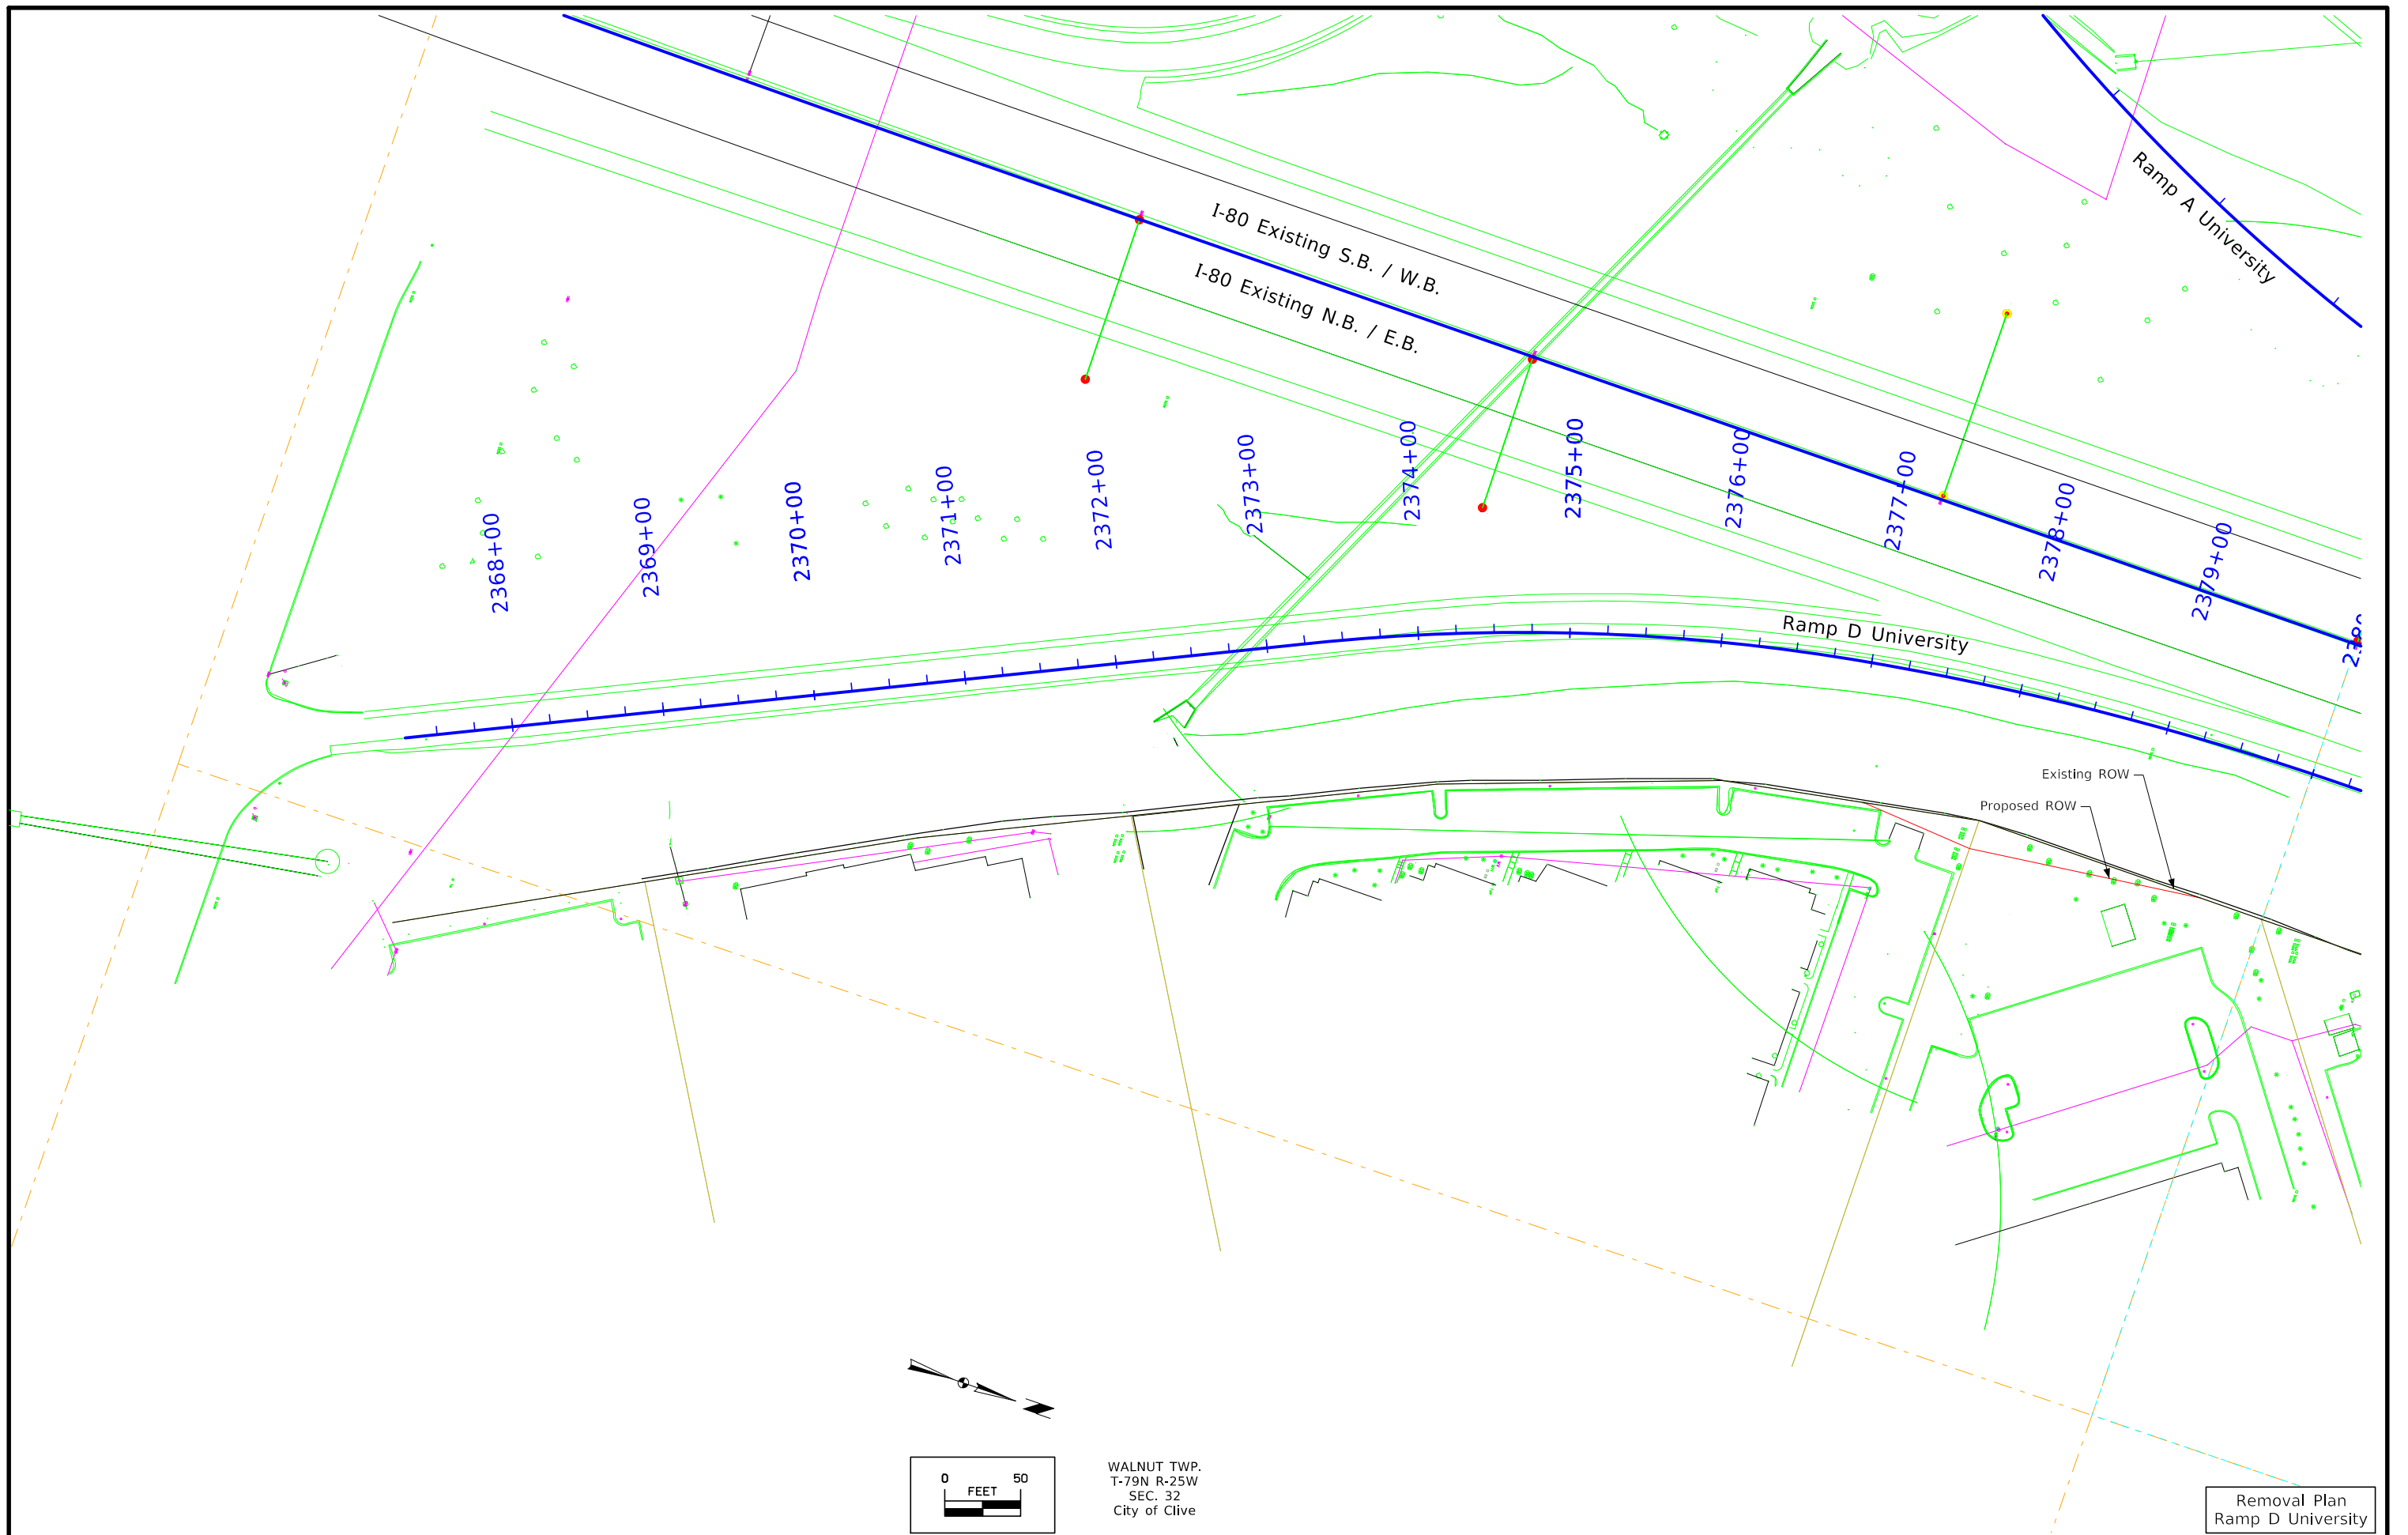 Ramp A University
I-80 Existing S.B. / W.B.
I-80 Existing N.B. / E.B.
2368+00
2369+00
2370+00
2371+00
2372+00
2373+00
2374+00
2375+00
2376+00
2377+00
2378+00
2379+00
Ramp D University
Existing ROW
Proposed ROW
0 50
FEET
WALNUT TWP.
T-79N R-25W
SEC. 32
City of Clive
Removal Plan
Ramp D University